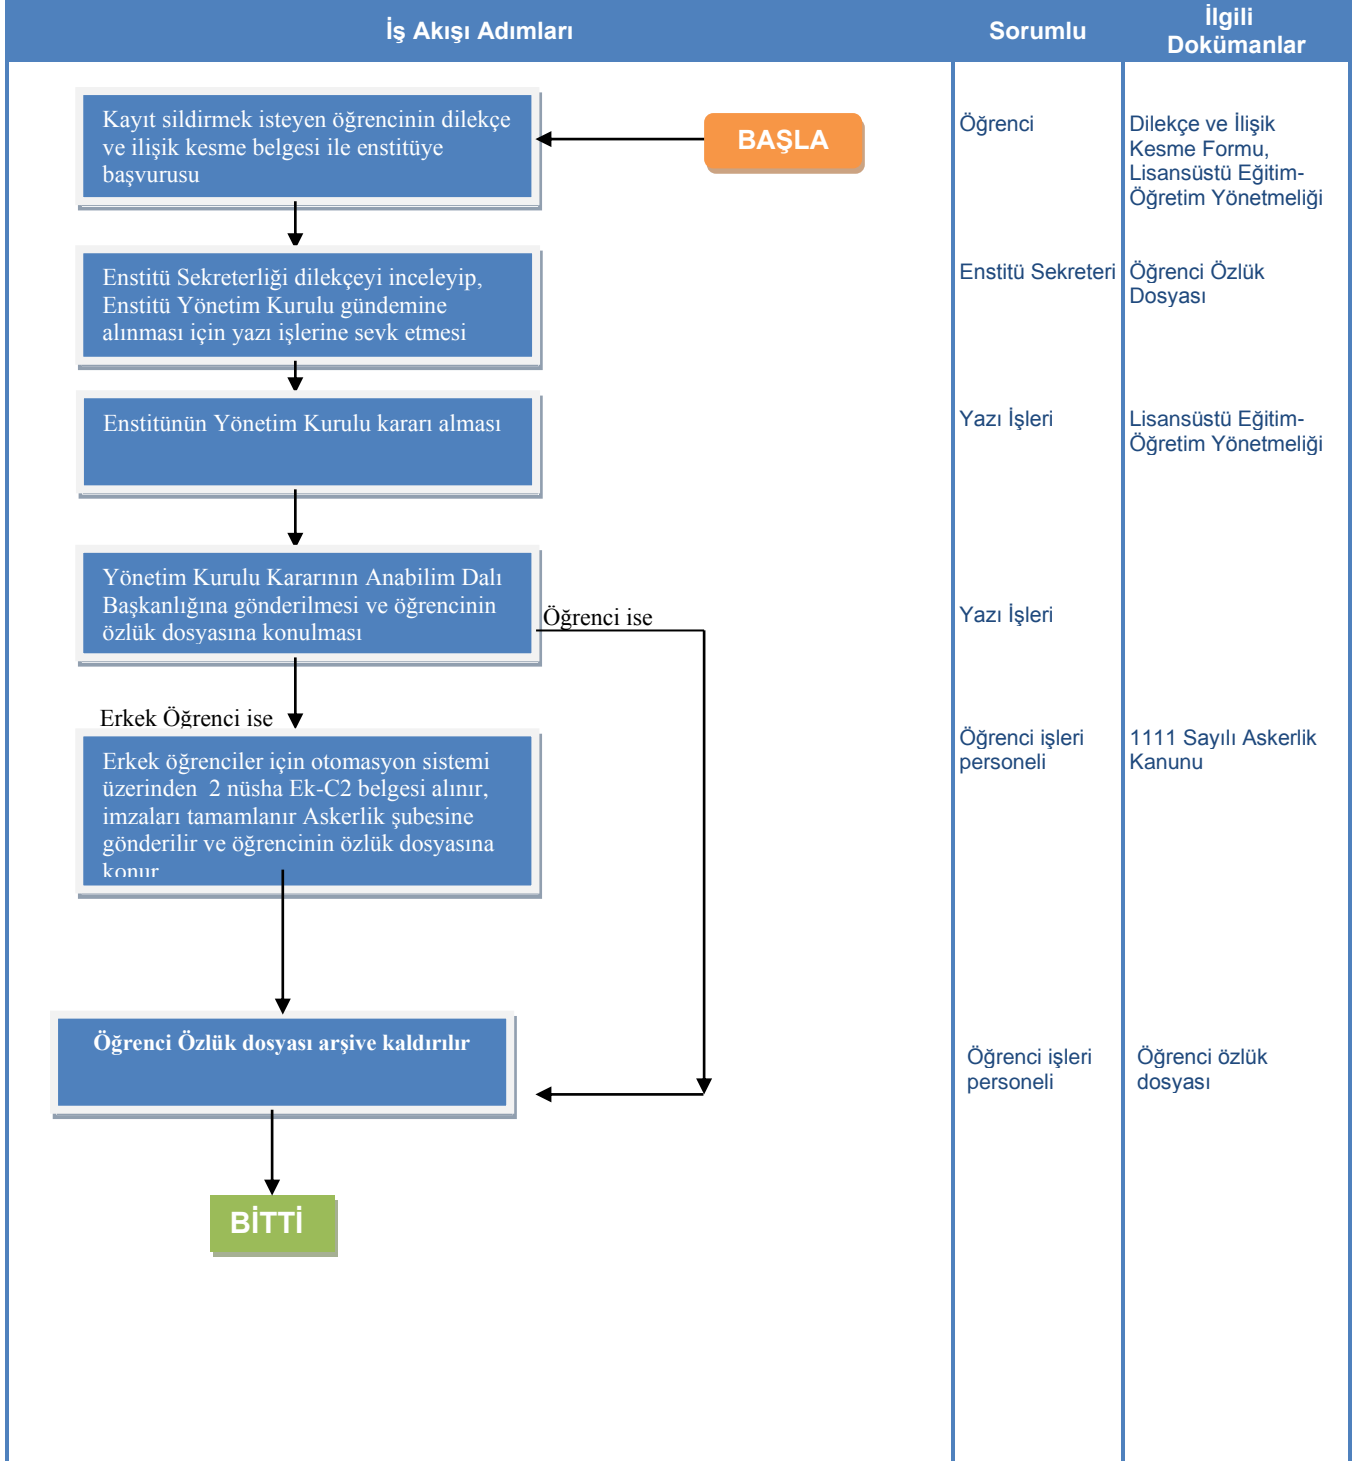 İş Akışı Adımları
Sorumlu
İlgili
Dokümanlar
Kayıt sildirmek isteyen öğrencinin dilekçe
ve ilişik kesme belgesi ile enstitüye
başvurusu
BAŞLA
Öğrenci
Dilekçe ve İlişik
Kesme Formu,
Lisansüstü Eğitim-
Öğretim Yönetmeliği
Enstitü Sekreterliği dilekçeyi inceleyip,
Enstitü Yönetim Kurulu gündemine
alınması için yazı işlerine sevk etmesi
Enstitü Sekreteri
Öğrenci Özlük
Dosyası
Enstitünün Yönetim Kurulu kararı alması
Yazı İşleri
Lisansüstü Eğitim-
Öğretim Yönetmeliği
Yönetim Kurulu Kararının Anabilim Dalı
Başkanlığına gönderilmesi ve öğrencinin
özlük dosyasına konulması
Öğrenci ise
Yazı İşleri
Erkek Öğrenci ise
Erkek öğrenciler için otomasyon sistemi
üzerinden  2 nüsha Ek-C2 belgesi alınır,
imzaları tamamlanır Askerlik şubesine
gönderilir ve öğrencinin özlük dosyasına
konur
Öğrenci işleri
personeli
1111 Sayılı Askerlik
Kanunu
Öğrenci Özlük dosyası arşive kaldırılır
Öğrenci işleri
personeli
Öğrenci özlük
dosyası
BİTTİ